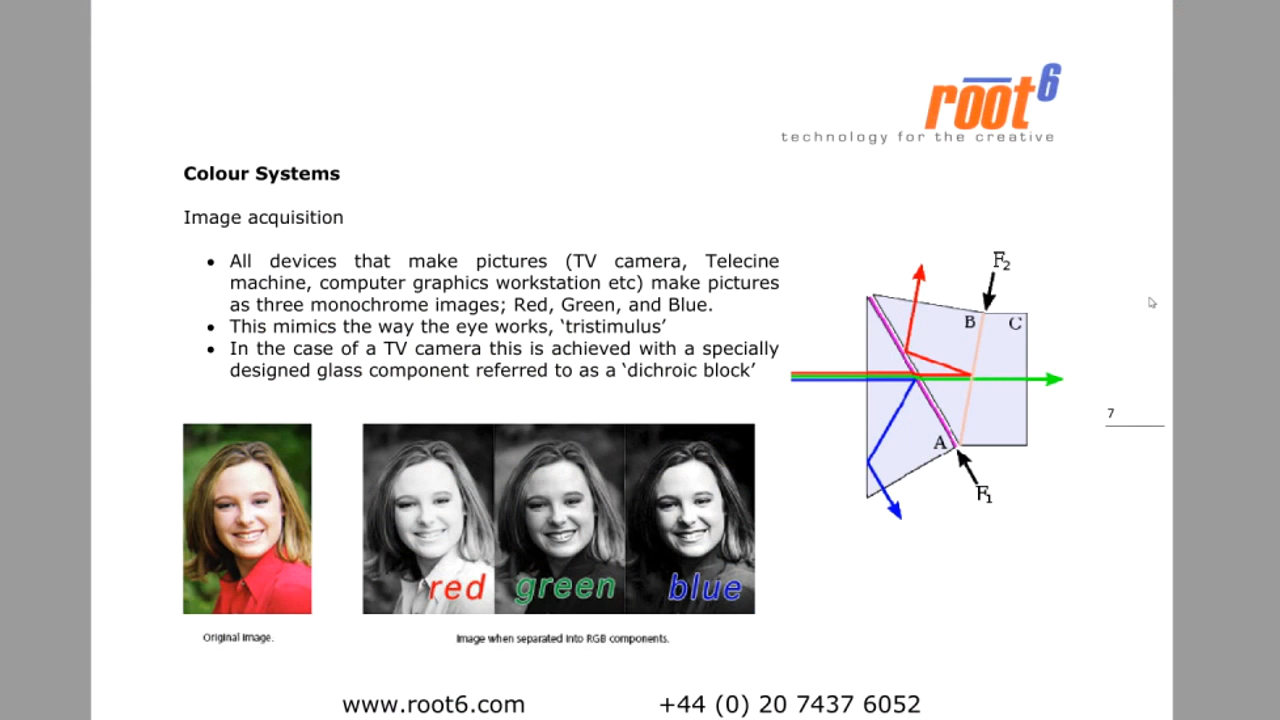 root6
technology for the creative
Colour Systems
Image acquisition
• All devices that make pictures (TV camera, Telecine
machine, computer graphics workstation etc) make pictures
as three monochrome images; Red, Green, and Blue.
• This mimics the way the eye works, ‘tristimulus’
• In the case of a TV camera this is achieved with a specially
designed glass component referred to as a ‘dichroic block’
F2
B
C
A
F1
7
red
green
blue
Original Image.
Image when separated into RGB components.
www.root6.com
+44 (0) 20 7437 6052